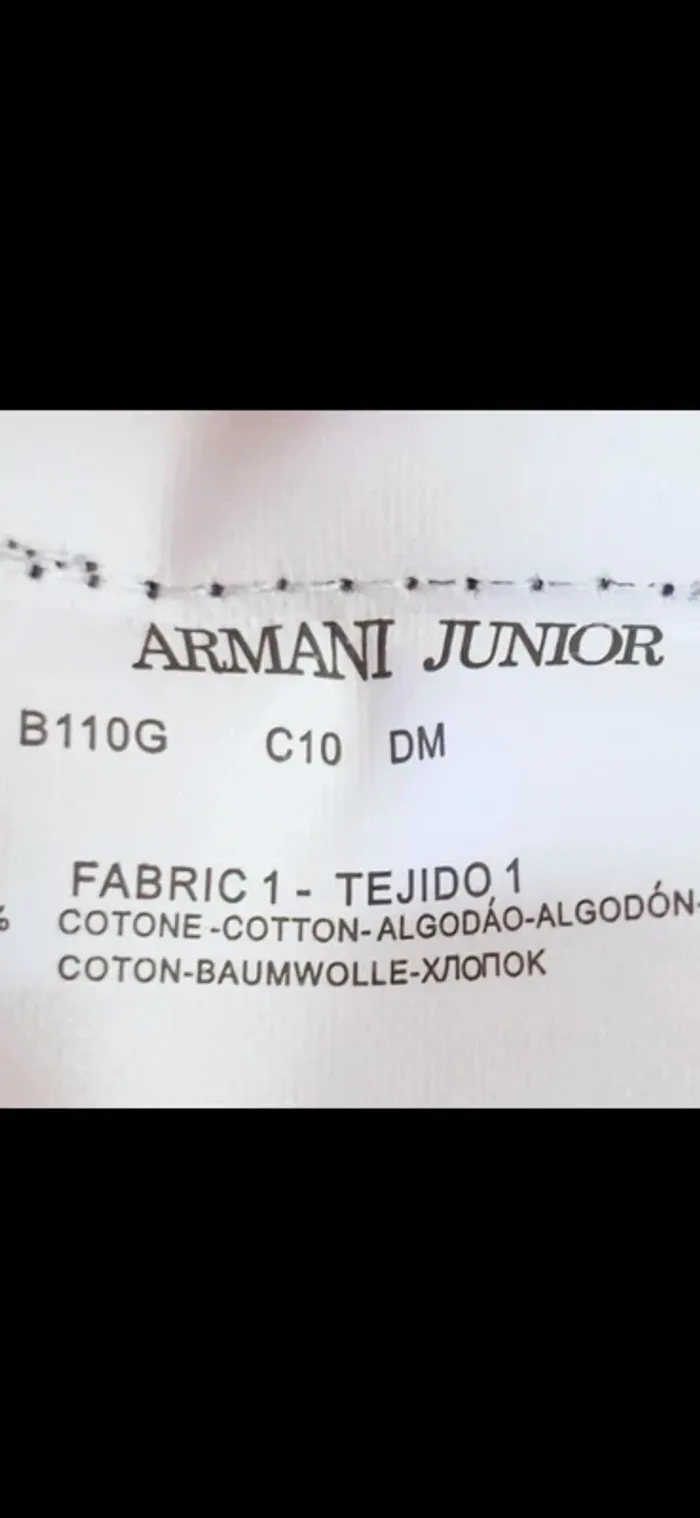 ARMANI JUNIOR
B110G C10 DM
FABRIC 1 - TEJIDO 1
% COTONE-COTTON-ALGODÁO-ALGODÓN-
COTON-BAUMWOLLE-ХЛОПОК